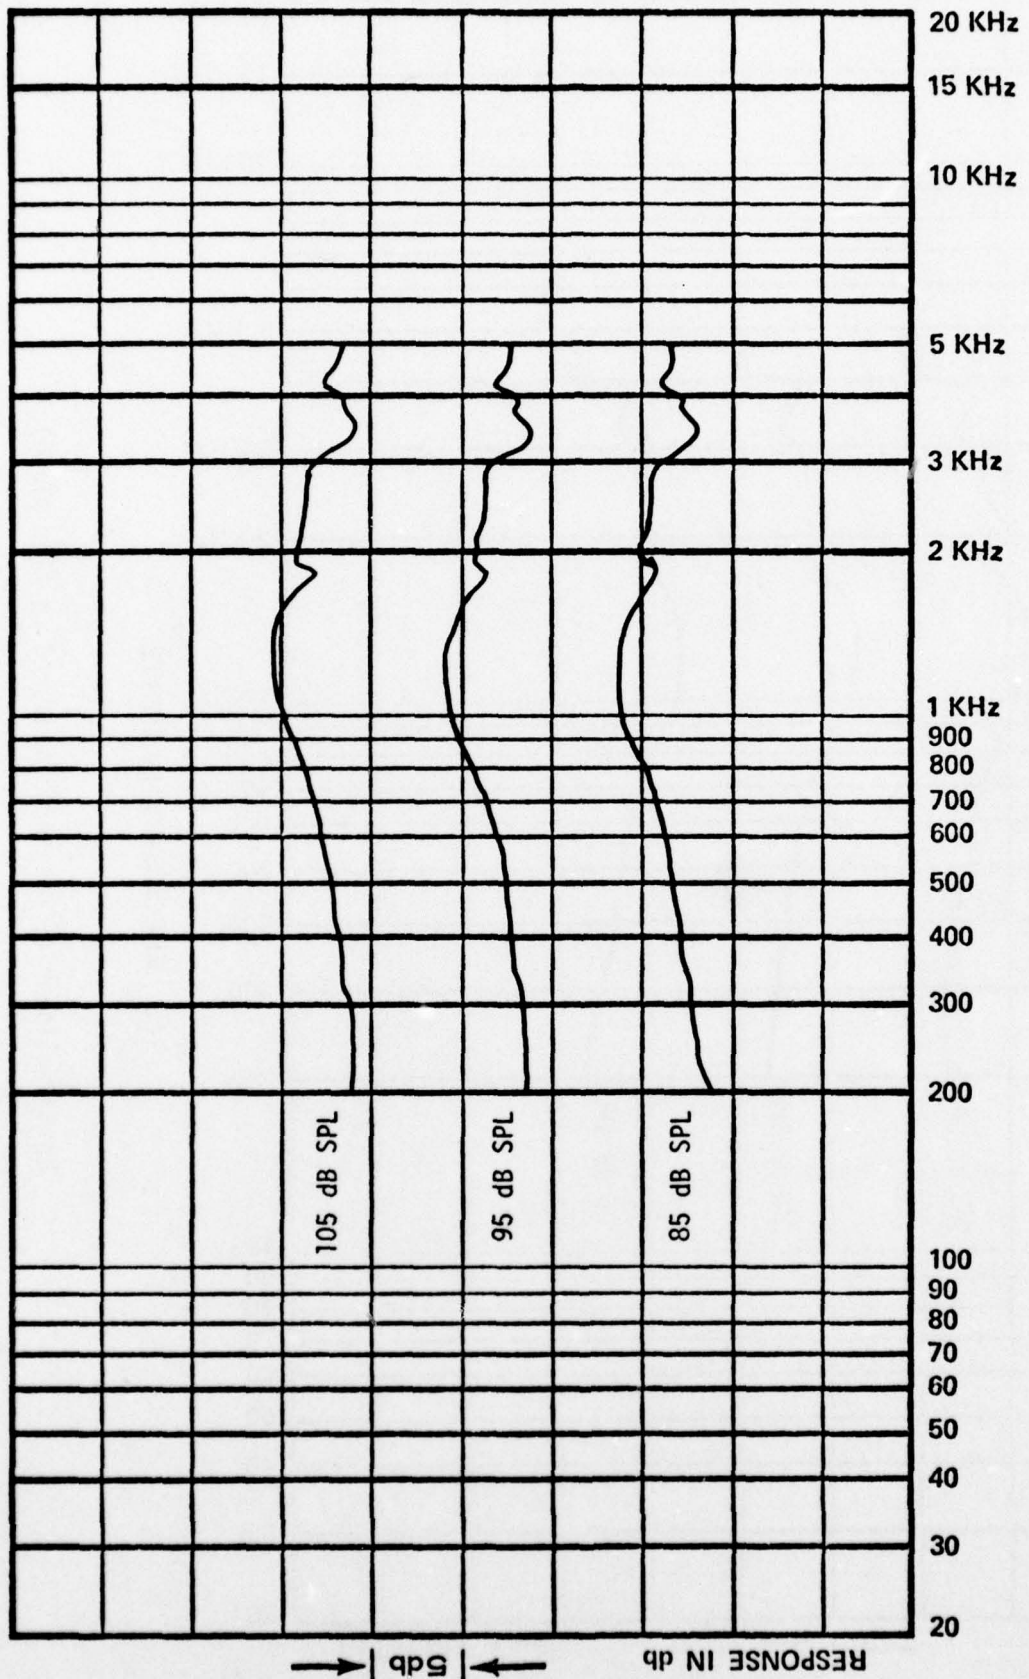 20 KHz
15 KHz
10 KHz
5 KHz
3 KHz
2 KHz
1 KHz
900
800
700
600
500
400
300
200
105 dB SPL
95 dB SPL
85 dB SPL
100
90
80
70
60
50
40
30
20
5db
RESPONSE IN db